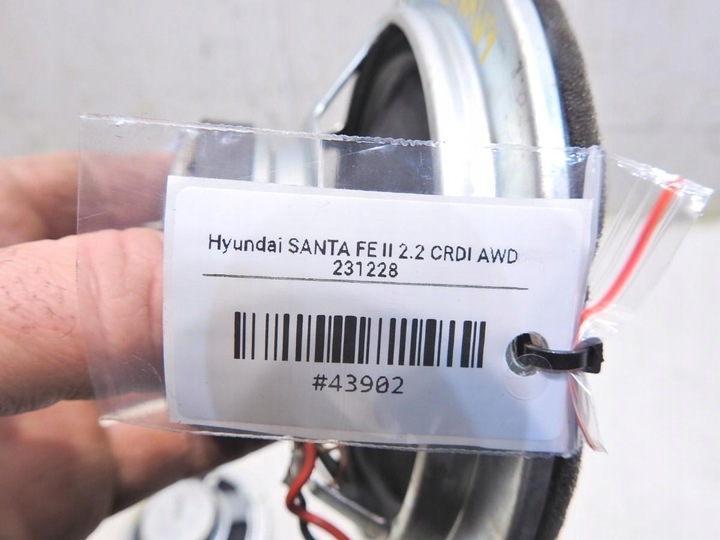 Hyundai SANTA FE II 2.2 CRDI AWD
231228
#43902